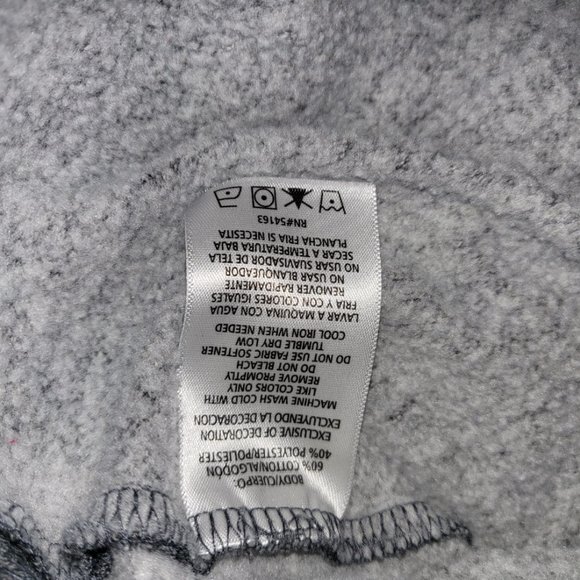 BODY/CUERPO:
60% COTTON/ALGODÓN
40% POLYESTER/POLIESTER
EXCLUSIVE OF DECORATION
EXCLUYENDO LA DECORACION
MACHINE WASH COLD WITH
LIKE COLORS ONLY
REMOVE PROMPTLY
DO NOT BLEACH
DO NOT USE FABRIC SOFTENER
TUMBLE DRY LOW
COOL IRON WHEN NEEDED
LAVAR A MAQUINA CON AGUA
FRIA Y CON COLORES IGUALES
REMOVER RAPIDAMENTE
NO USAR BLANQUEADOR
NO USAR SUAVISADOR DE TELA
SECAR A TEMPERATURA BAJA
PLANCHA FRIA SI NECESITA
RN#54163